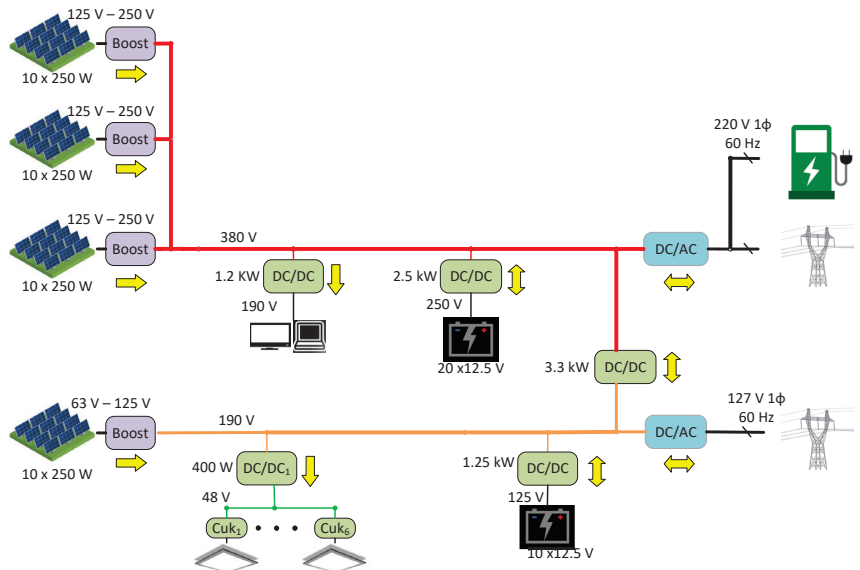 125 V – 250 V
Boost
10 x 250 W
125 V – 250 V
Boost
10 x 250 W
220 V 1ϕ
60 Hz
125 V – 250 V
Boost
10 x 250 W
380 V
DC/AC
1.2 KW
DC/DC
190 V
2.5 kW
DC/DC
250 V
20 x12.5 V
3.3 kW
DC/DC
63 V – 125 V
Boost
10 x 250 W
190 V
DC/AC
127 V 1ϕ
60 Hz
400 W
DC/DC1
48 V
Cuk1
Cuk6
1.25 kW
DC/DC
125 V
10 x12.5 V